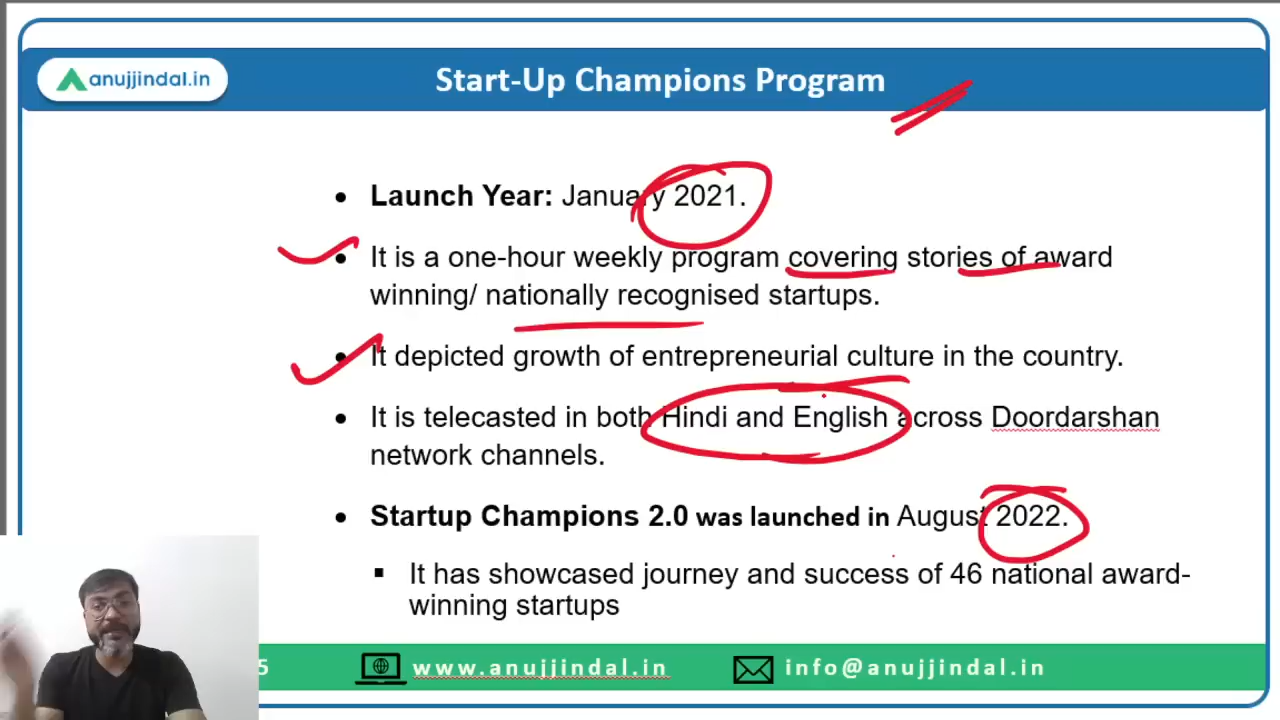 anujjindal.in
Start-Up Champions Program
• Launch Year: January 2021.
• It is a one-hour weekly program covering stories of award
winning/ nationally recognised startups.
• It depicted growth of entrepreneurial culture in the country.
• It is telecasted in both Hindi and English across Doordarshan
network channels.
• Startup Champions 2.0 was launched in August 2022.
▪ It has showcased journey and success of 46 national award-
winning startups
5 www.anujjindal.in info@anujjindal.in